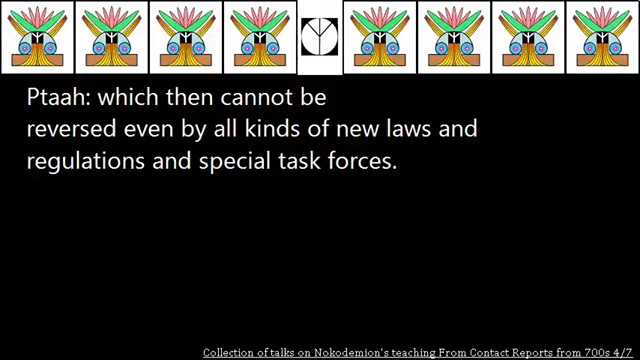 Ptaah: which then cannot be
reversed even by all kinds of new laws and
regulations and special task forces.
Collection of talks on Nokodemion's teaching From Contact Reports from 700s 4/7